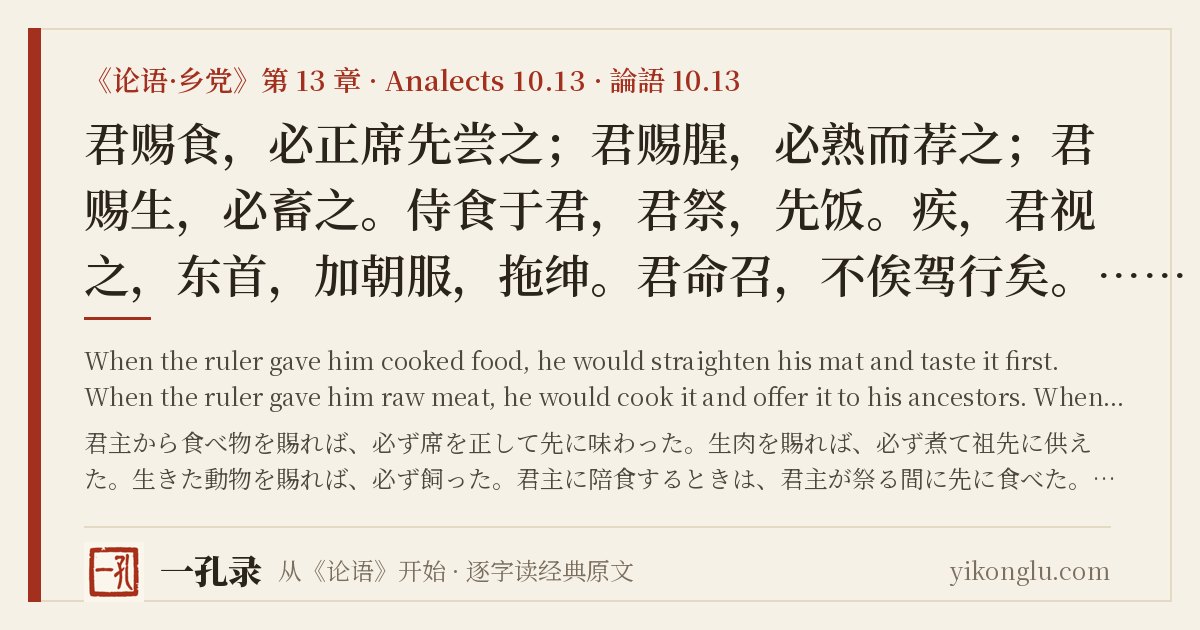 《论语·乡党》第 13 章 · Analects 10.13 · 論語 10.13
君赐食，必正席先尝之；君赐腥，必熟而荐之；君
赐生，必畜之。侍食于君，君祭，先饭。疾，君视
之，东首，加朝服，拖绅。君命召，不俟驾行矣。……
When the ruler gave him cooked food, he would straighten his mat and taste it first.
When the ruler gave him raw meat, he would cook it and offer it to his ancestors. When...
君主から食べ物を賜れば、必ず席を正して先に味わった。生肉を賜れば、必ず煮て祖先に供え
た。生きた動物を賜れば、必ず飼った。君主に陪食するときは、君主が祭る間に先に食べた。…
一孔
一孔录
从《论语》开始 · 逐字读经典原文
yikonglu.com